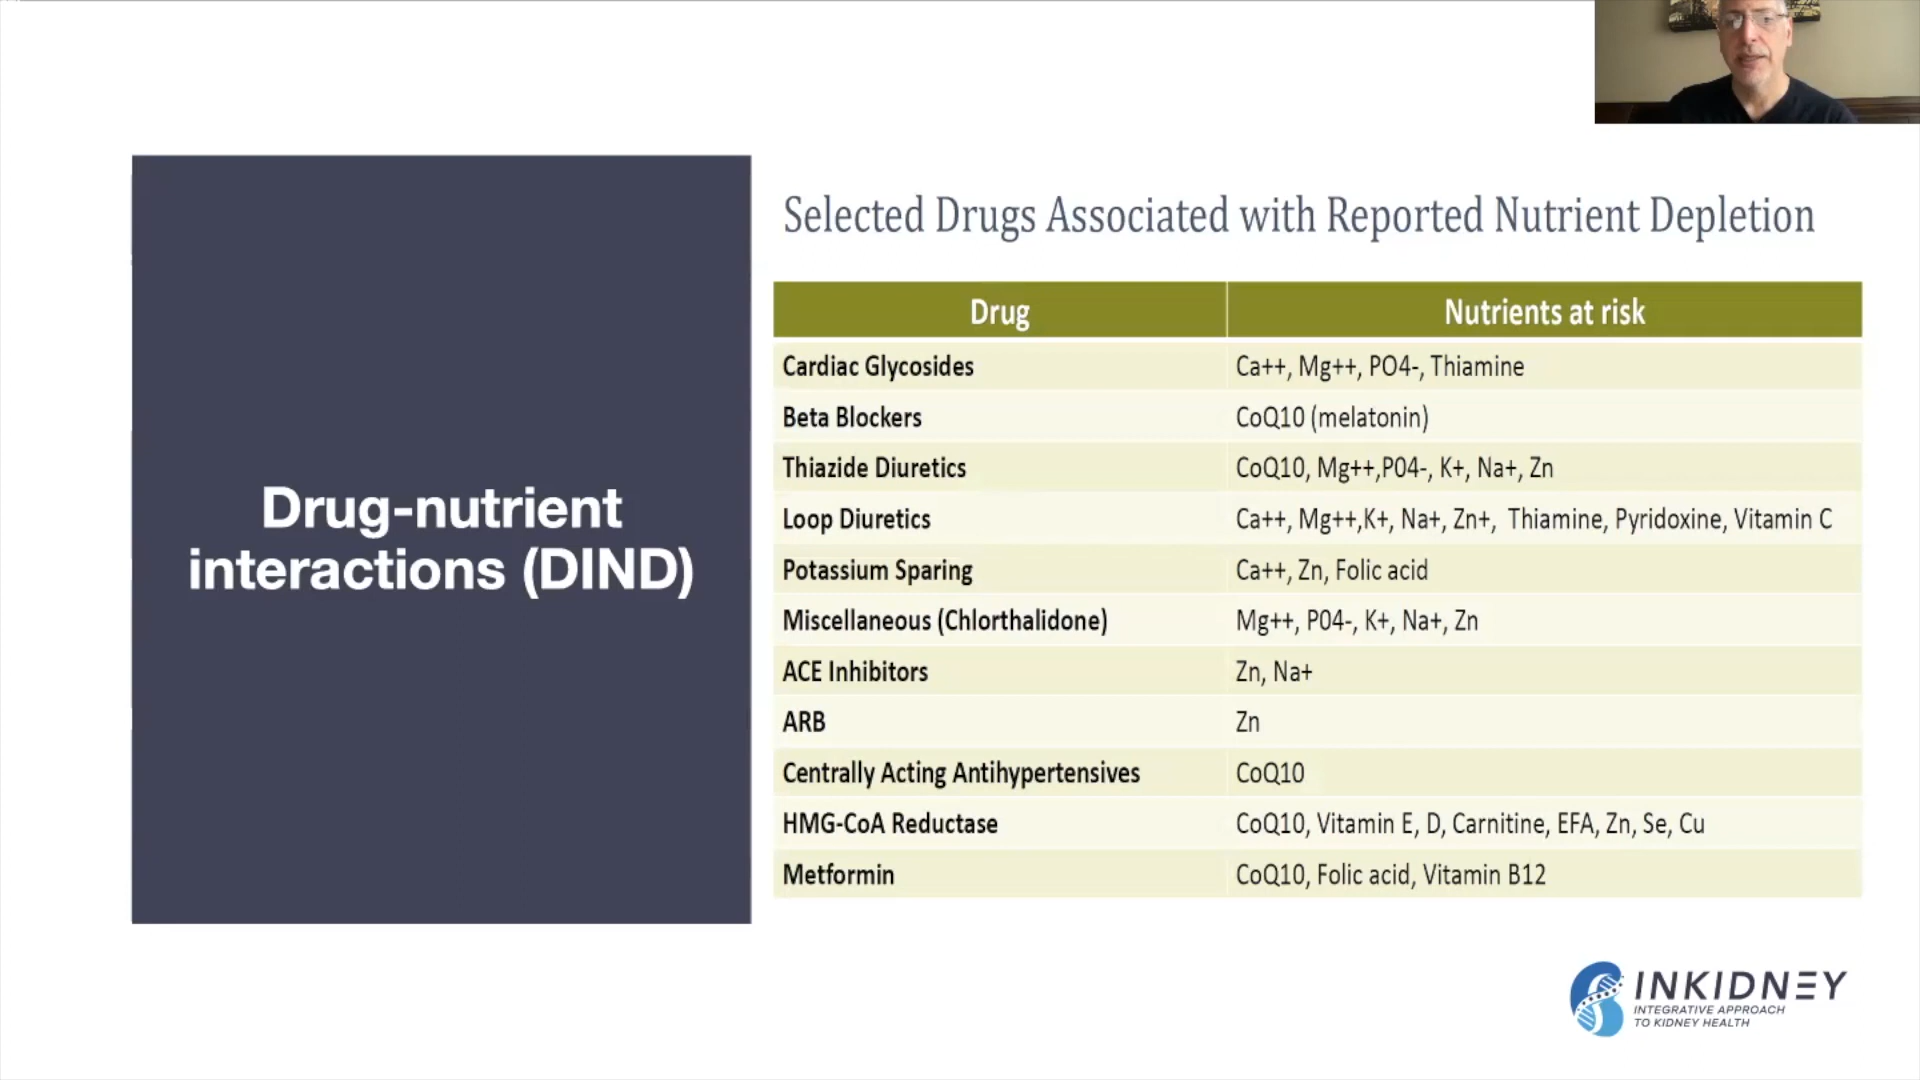 Drug-nutrient
interactions (DIND)
Selected Drugs Associated with Reported Nutrient Depletion
Drug Nutrients at risk
Cardiac Glycosides Ca++, Mg++, PO4-, Thiamine
Beta Blockers CoQ10 (melatonin)
Thiazide Diuretics CoQ10, Mg++,P04-, K+, Na+, Zn
Loop Diuretics Ca++, Mg++,K+, Na+, Zn+, Thiamine, Pyridoxine, Vitamin C
Potassium Sparing Ca++, Zn, Folic acid
Miscellaneous (Chlorthalidone) Mg++, P04-, K+, Na+, Zn
ACE Inhibitors Zn, Na+
ARB Zn
Centrally Acting Antihypertensives CoQ10
HMG-CoA Reductase CoQ10, Vitamin E, D, Carnitine, EFA, Zn, Se, Cu
Metformin CoQ10, Folic acid, Vitamin B12
INKIDNEY
INTEGRATIVE APPROACH
TO KIDNEY HEALTH